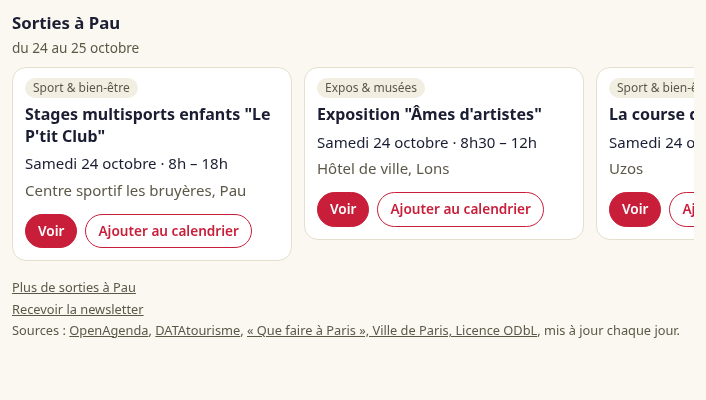 Sorties à Pau
du 24 au 25 octobre
Sport & bien-être
Stages multisports enfants "Le
P'tit Club"
Samedi 24 octobre · 8h – 18h
Centre sportif les bruyères, Pau
Voir
Ajouter au calendrier
Expos & musées
Exposition "Âmes d'artistes"
Samedi 24 octobre · 8h30 – 12h
Hôtel de ville, Lons
Voir
Ajouter au calendrier
Sport &
La course
Samedi 24
Uzos
Voir
Plus de sorties à Pau
Recevoir la newsletter
Sources : OpenAgenda, DATAtourisme, « Que faire à Paris », Ville de Paris, Licence ODbL, mis à jour chaque jour.